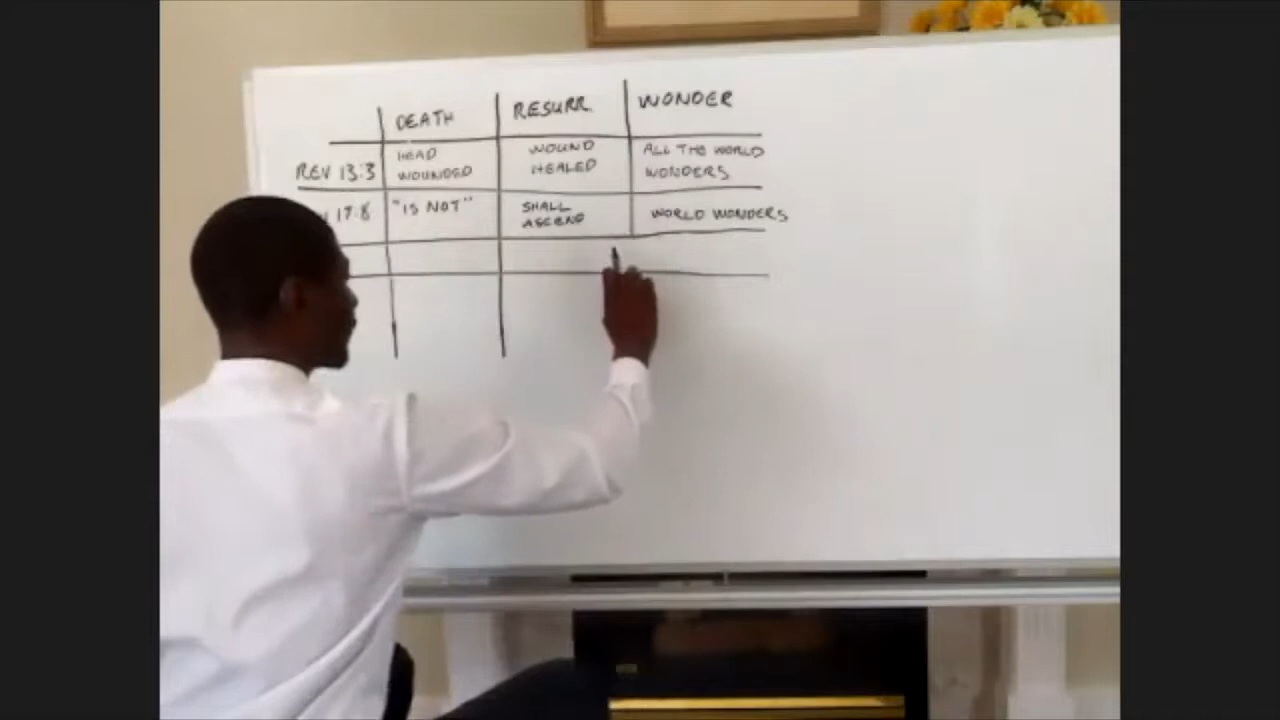 DEATH RESURR WONDER
HEAD WOUND ALL THE WORLD
REV 13:3 WOUNDED HEALED WONDERS
17:8 "IS NOT" SHALL WORLD WONDERS
ASCEND